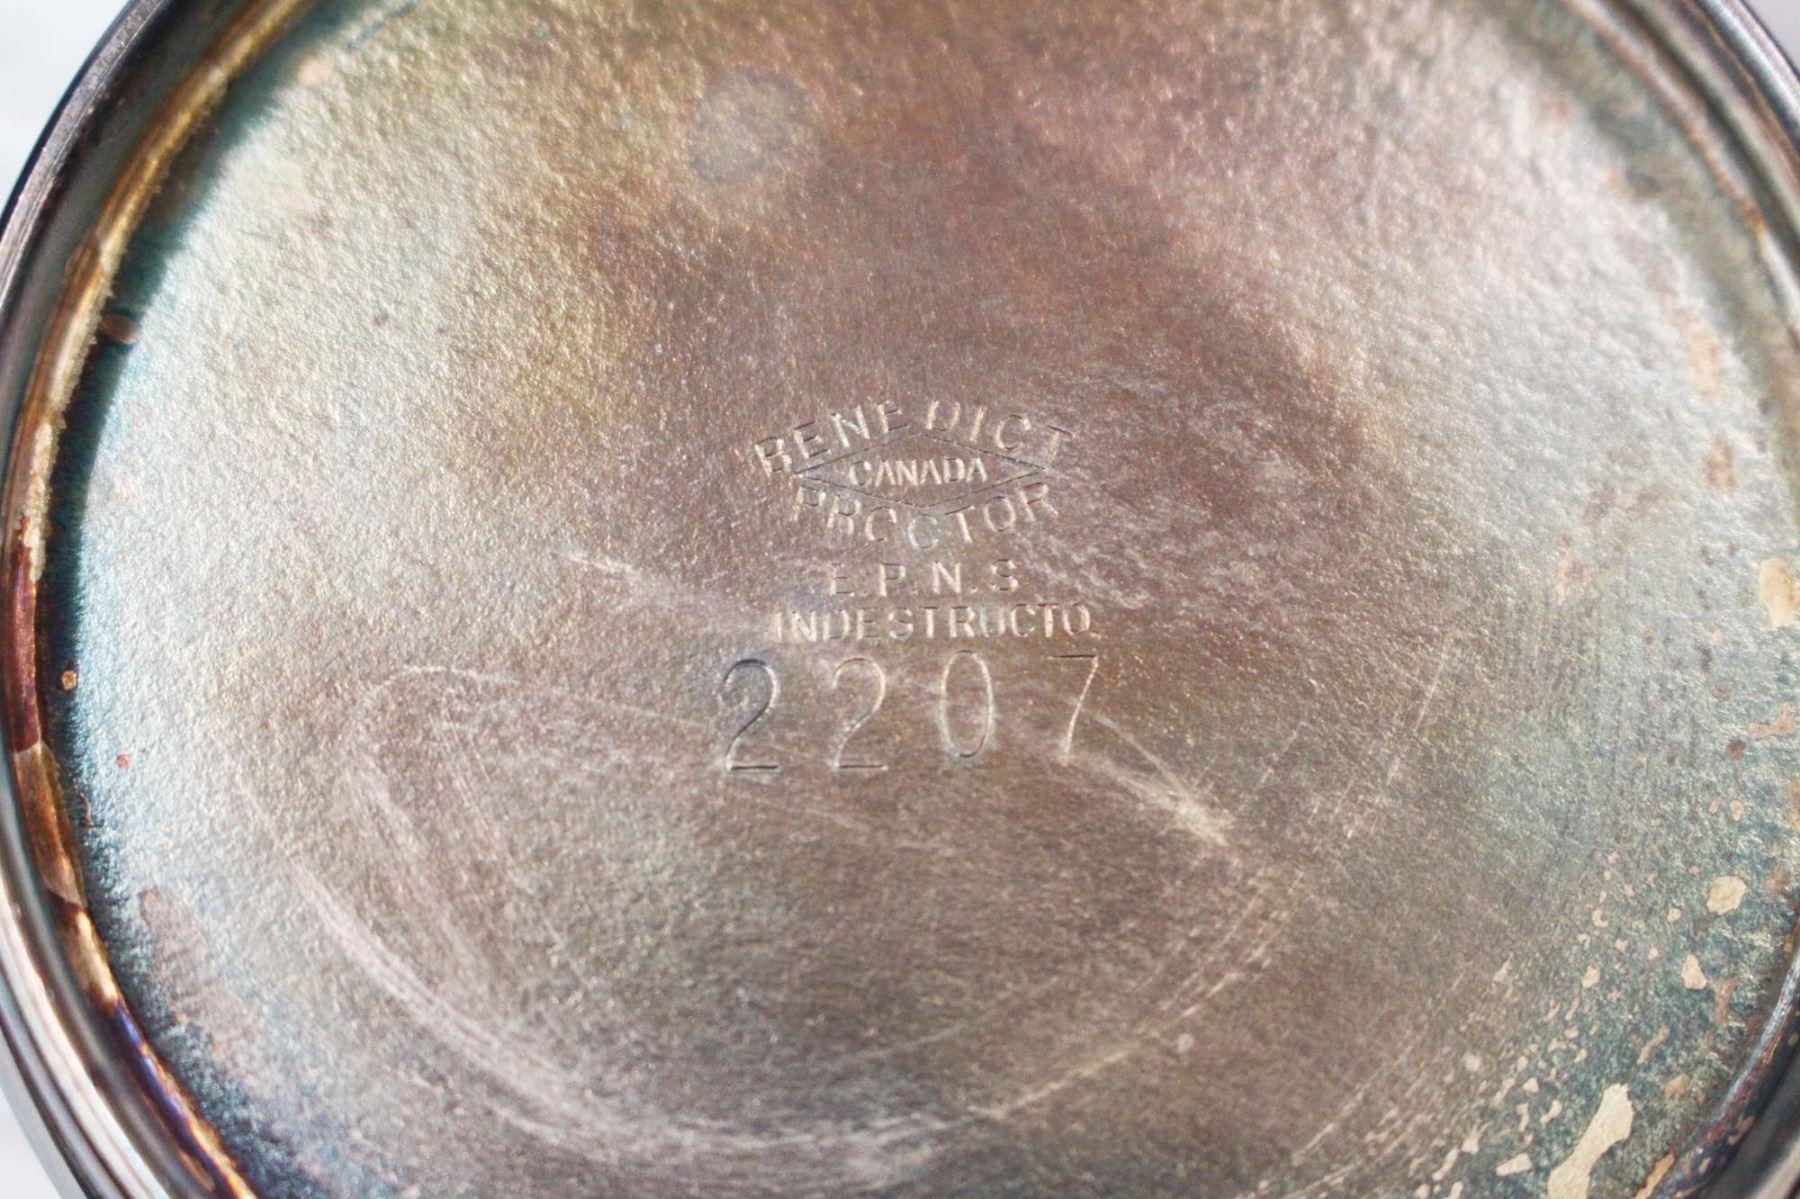 BENEDICT
CANADA
PROCTOR
E.P.N.S
INDESTRUCTO
2207